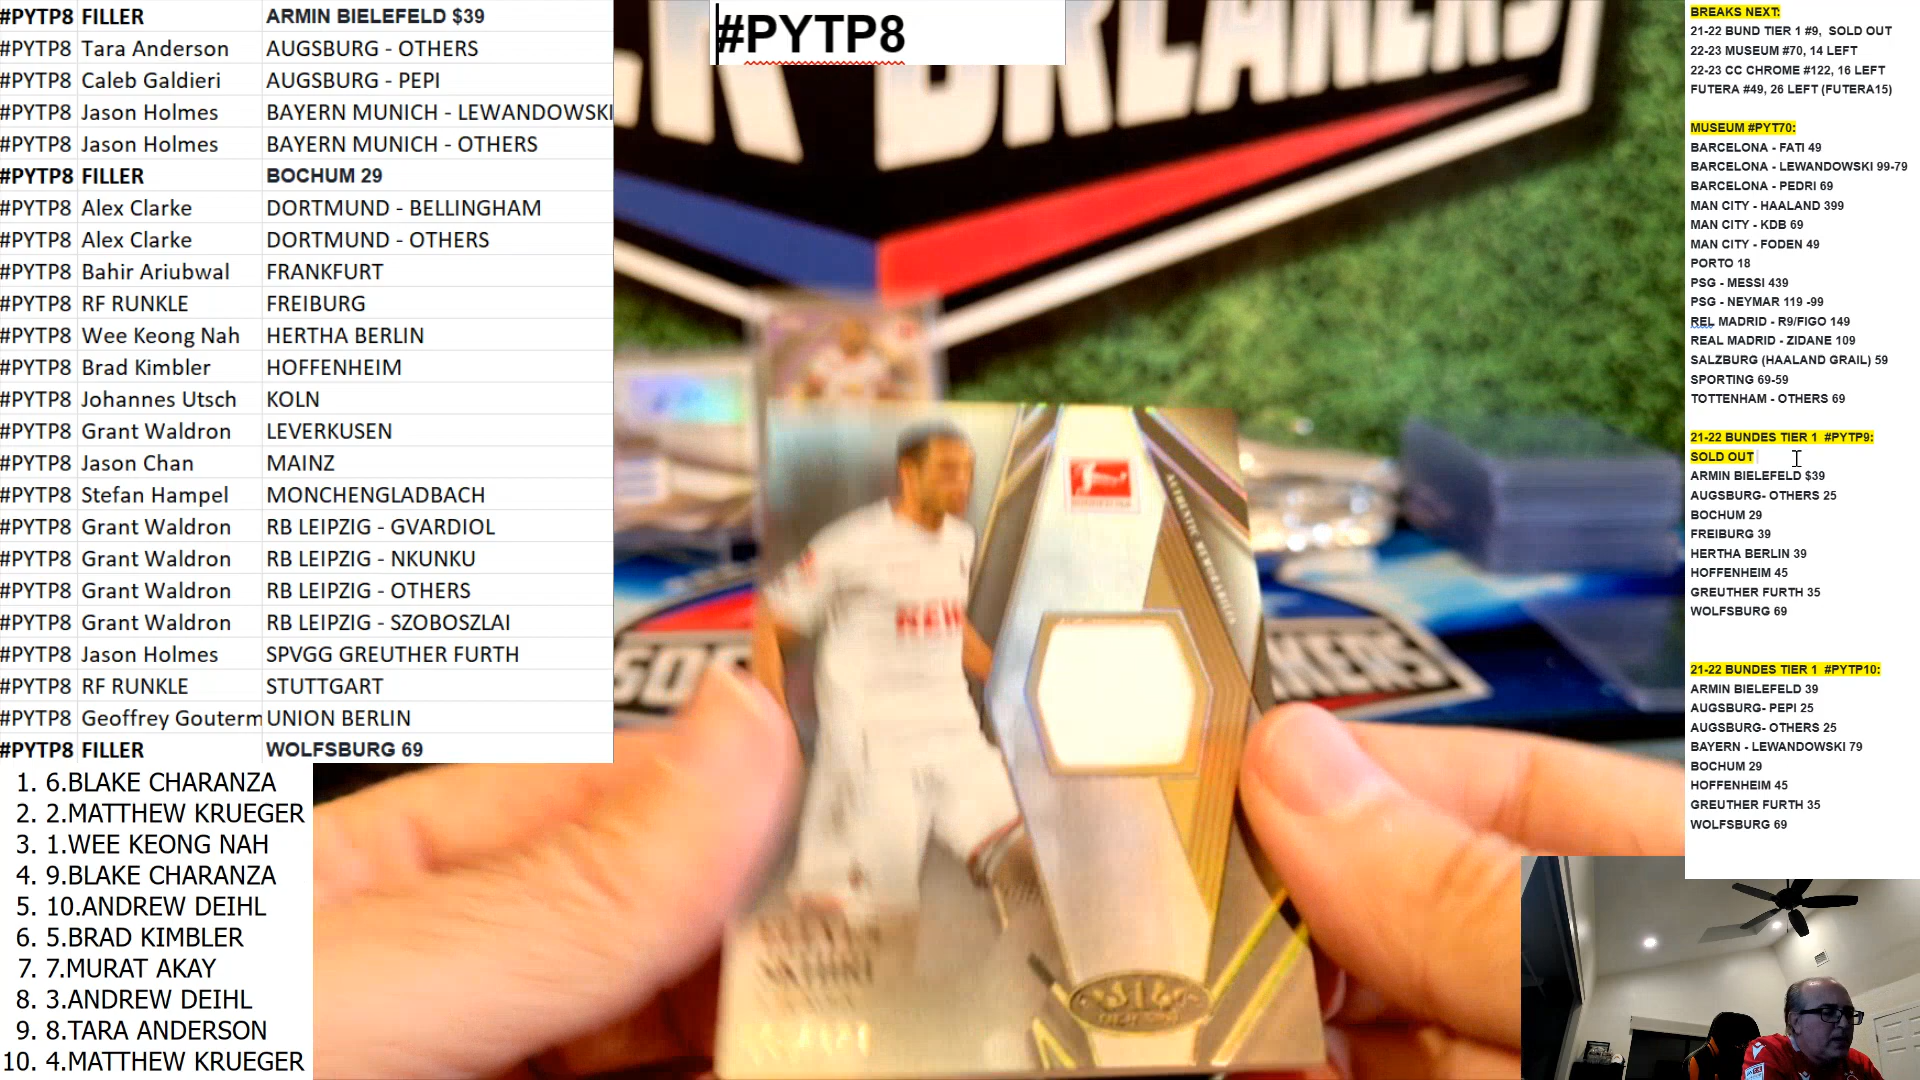 #PYTP8 FILLER ARMIN BIELEFELD $39
#PYTP8 Tara Anderson AUGSBURG - OTHERS
#PYTP8 Caleb Galdieri AUGSBURG - PEPI
#PYTP8 Jason Holmes BAYERN MUNICH - LEWANDOWSKI
#PYTP8 Jason Holmes BAYERN MUNICH - OTHERS
#PYTP8 FILLER BOCHUM 29
#PYTP8 Alex Clarke DORTMUND - BELLINGHAM
#PYTP8 Alex Clarke DORTMUND - OTHERS
#PYTP8 Bahir Ariubwal FRANKFURT
#PYTP8 RF RUNKLE FREIBURG
#PYTP8 Wee Keong Nah HERTHA BERLIN
#PYTP8 Brad Kimbler HOFFENHEIM
#PYTP8 Johannes Utsch KOLN
#PYTP8 Grant Waldron LEVERKUSEN
#PYTP8 Jason Chan MAINZ
#PYTP8 Stefan Hampel MONCHENGLADBACH
#PYTP8 Grant Waldron RB LEIPZIG - GVARDIOL
#PYTP8 Grant Waldron RB LEIPZIG - NKUNKU
#PYTP8 Grant Waldron RB LEIPZIG - OTHERS
#PYTP8 Grant Waldron RB LEIPZIG - SZOBOSZLAI
#PYTP8 Jason Holmes SPVGG GREUTHER FURTH
#PYTP8 RF RUNKLE STUTTGART
#PYTP8 Geoffrey Gouterm UNION BERLIN
#PYTP8 FILLER WOLFSBURG 69
1. 6.BLAKE CHARANZA
2. 2.MATTHEW KRUEGER
3. 1.WEE KEONG NAH
4. 9.BLAKE CHARANZA
5. 10.ANDREW DEIHL
6. 5.BRAD KIMBLER
7. 7.MURAT AKAY
8. 3.ANDREW DEIHL
9. 8.TARA ANDERSON
10. 4.MATTHEW KRUEGER
#PYTP8
BREAKERS
AUTHENTIC MEMORABILIA
REW
BREAKS NEXT:
21-22 BUND TIER 1 #9, SOLD OUT
22-23 MUSEUM #70, 14 LEFT
22-23 CC CHROME #122, 16 LEFT
FUTERA #49, 26 LEFT (FUTERA15)
MUSEUM #PYT70:
BARCELONA - FATI 49
BARCELONA - LEWANDOWSKI 99-79
BARCELONA - PEDRI 69
MAN CITY - HAALAND 399
MAN CITY - KDB 69
MAN CITY - FODEN 49
PORTO 18
PSG - MESSI 439
PSG - NEYMAR 119 -99
REL MADRID - R9/FIGO 149
REAL MADRID - ZIDANE 109
SALZBURG (HAALAND GRAIL) 59
SPORTING 69-59
TOTTENHAM - OTHERS 69
21-22 BUNDES TIER 1 #PYTP9:
SOLD OUT
ARMIN BIELEFELD $39
AUGSBURG- OTHERS 25
BOCHUM 29
FREIBURG 39
HERTHA BERLIN 39
HOFFENHEIM 45
GREUTHER FURTH 35
WOLFSBURG 69
21-22 BUNDES TIER 1 #PYTP10:
ARMIN BIELEFELD 39
AUGSBURG- PEPI 25
AUGSBURG- OTHERS 25
BAYERN - LEWANDOWSKI 79
BOCHUM 29
HOFFENHEIM 45
GREUTHER FURTH 35
WOLFSBURG 69